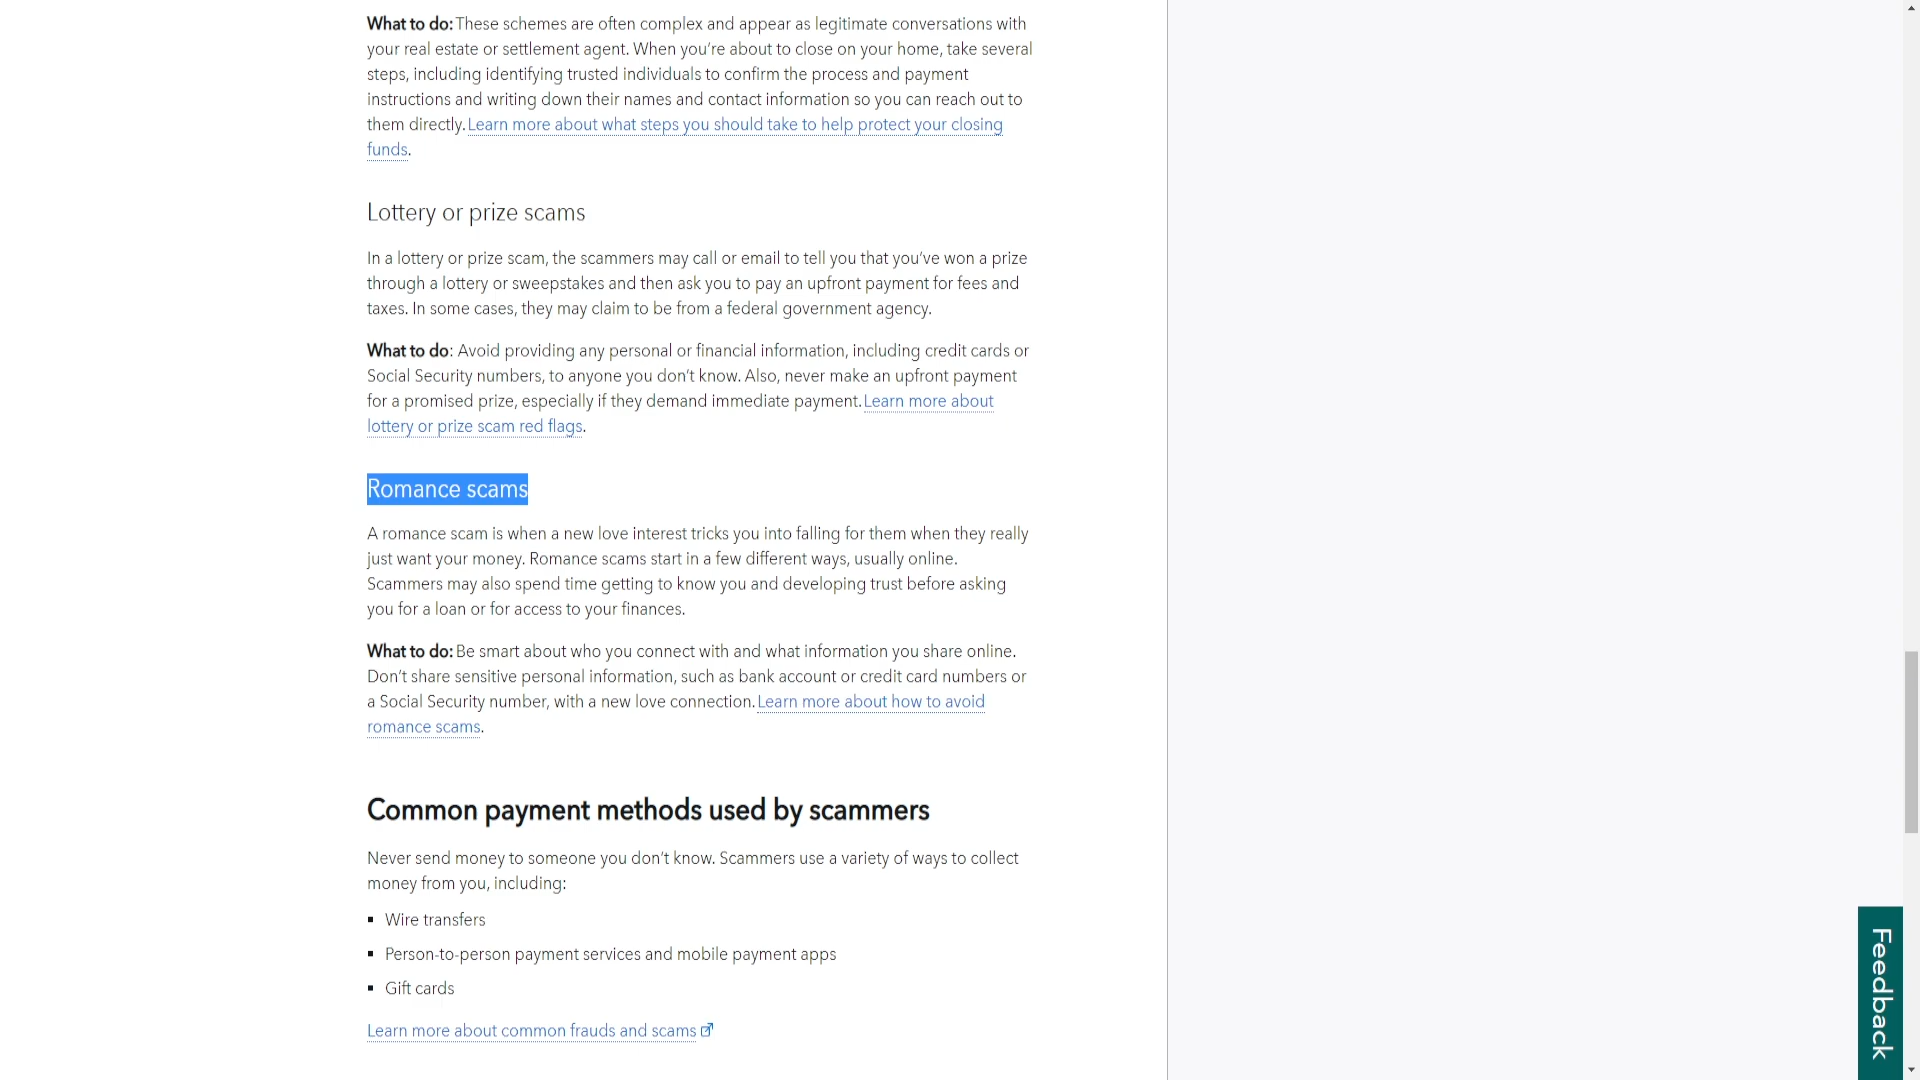 What to do: These schemes are often complex and appear as legitimate conversations with
your real estate or settlement agent. When you’re about to close on your home, take several
steps, including identifying trusted individuals to confirm the process and payment
instructions and writing down their names and contact information so you can reach out to
them directly. Learn more about what steps you should take to help protect your closing
funds.
Lottery or prize scams
In a lottery or prize scam, the scammers may call or email to tell you that you’ve won a prize
through a lottery or sweepstakes and then ask you to pay an upfront payment for fees and
taxes. In some cases, they may claim to be from a federal government agency.
What to do: Avoid providing any personal or financial information, including credit cards or
Social Security numbers, to anyone you don’t know. Also, never make an upfront payment
for a promised prize, especially if they demand immediate payment. Learn more about
lottery or prize scam red flags.
Romance scams
A romance scam is when a new love interest tricks you into falling for them when they really
just want your money. Romance scams start in a few different ways, usually online.
Scammers may also spend time getting to know you and developing trust before asking
you for a loan or for access to your finances.
What to do: Be smart about who you connect with and what information you share online.
Don’t share sensitive personal information, such as bank account or credit card numbers or
a Social Security number, with a new love connection. Learn more about how to avoid
romance scams.
Common payment methods used by scammers
Never send money to someone you don’t know. Scammers use a variety of ways to collect
money from you, including:
▪ Wire transfers
▪ Person-to-person payment services and mobile payment apps
▪ Gift cards
Learn more about common frauds and scams
Feedback